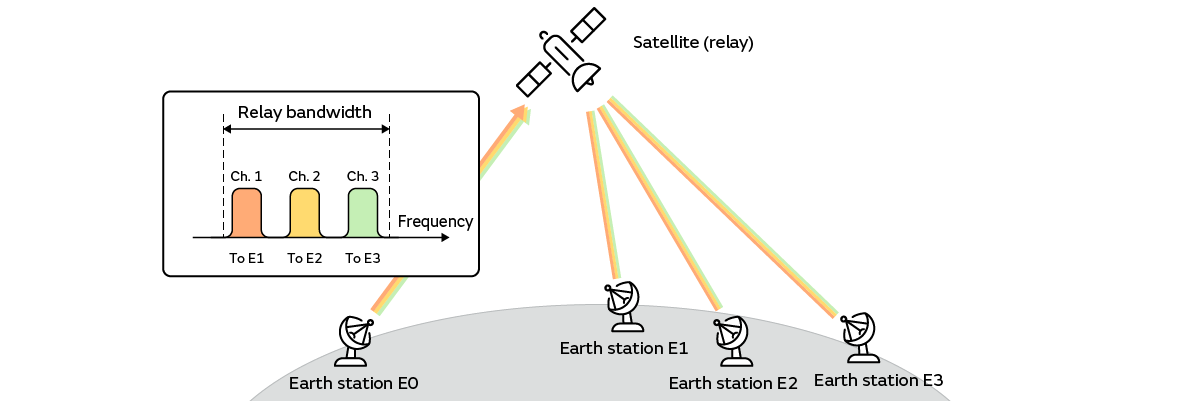 Satellite (relay)
Relay bandwidth
Ch. 1 Ch. 2 Ch. 3
Frequency
To E1 To E2 To E3
Earth station E0
Earth station E1
Earth station E2
Earth station E3